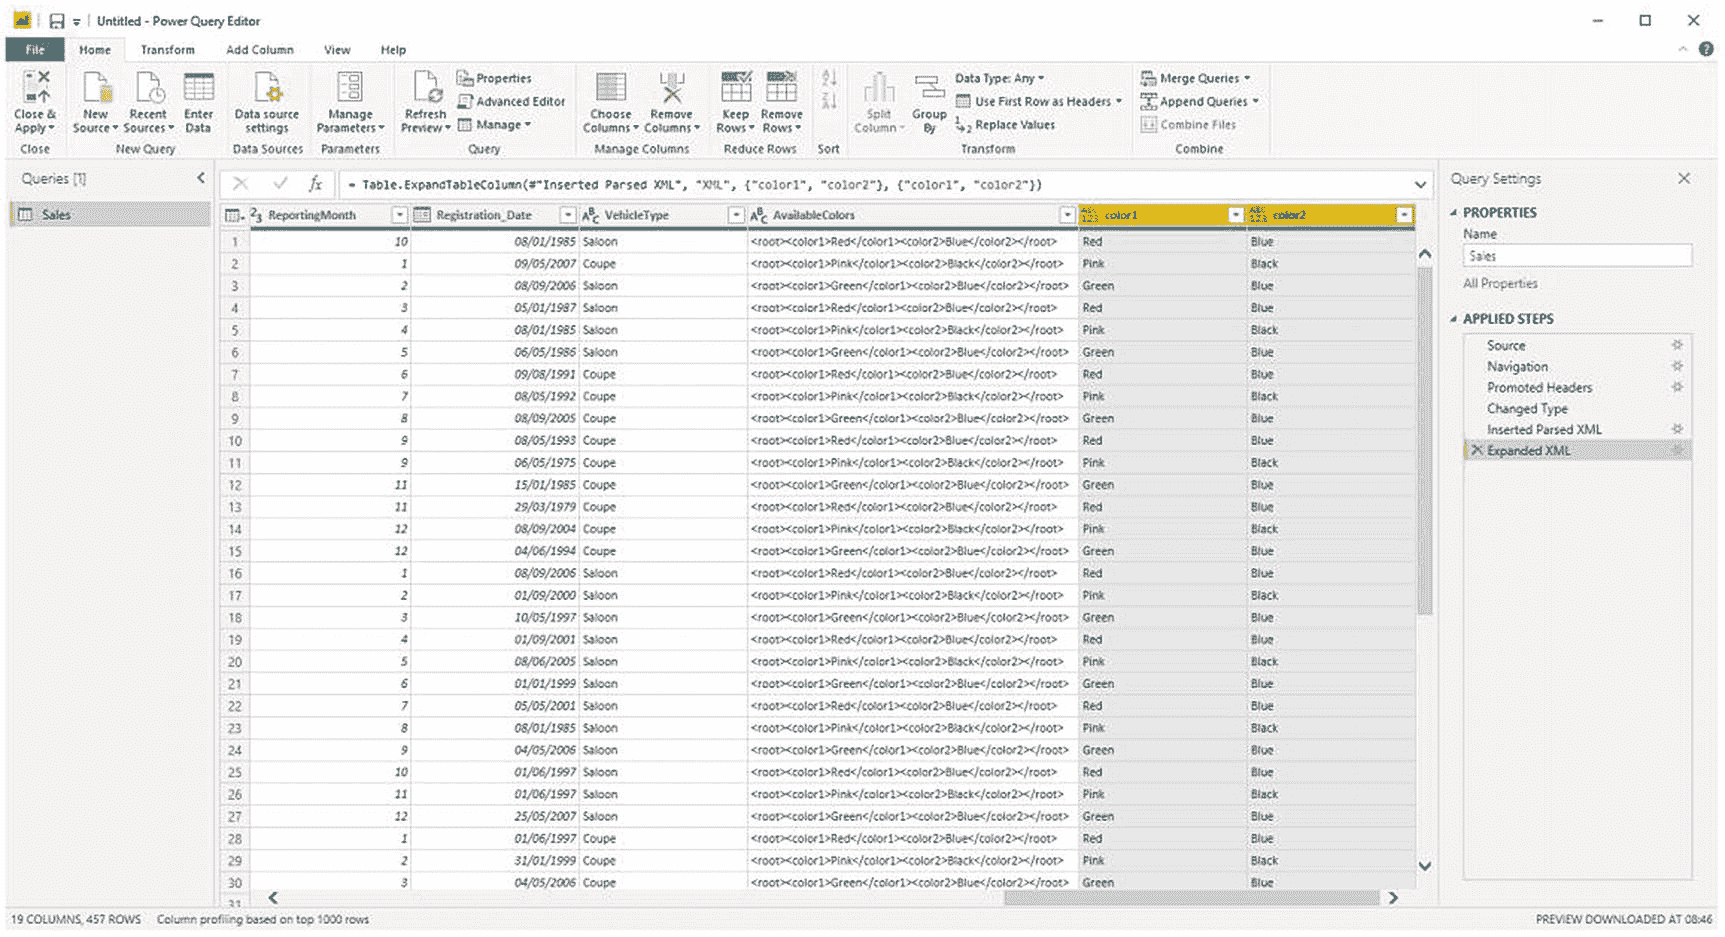 Untitled - Power Query Editor
File Home Transform Add Column View Help
Close & Apply New Source Recent Sources Enter Data Data source settings Manage Parameters Refresh Preview Properties Advanced Editor Manage Choose Columns Remove Columns Keep Rows Remove Rows Split Column Group By Data Type: Any Use First Row as Headers Replace Values Merge Queries Append Queries Combine Files
Close New Query Data Sources Parameters Query Manage Columns Reduce Rows Sort Transform Combine
Queries [1]
Sales
= Table.ExpandTableColumn(#"Inserted Parsed XML", "XML", {"color1", "color2"}, {"color1", "color2"})
ReportingMonth Registration_Date VehicleType AvailableColors color1 color2
1 10 08/01/1985 Saloon <root><color1>Red</color1><color2>Blue</color2></root> Red Blue
2 1 09/05/2007 Coupe <root><color1>Pink</color1><color2>Black</color2></root> Pink Black
3 2 08/09/2006 Saloon <root><color1>Green</color1><color2>Blue</color2></root> Green Blue
4 3 05/01/1987 Saloon <root><color1>Red</color1><color2>Blue</color2></root> Red Blue
5 4 08/01/1985 Saloon <root><color1>Pink</color1><color2>Black</color2></root> Pink Black
6 5 06/05/1986 Saloon <root><color1>Green</color1><color2>Blue</color2></root> Green Blue
7 6 09/08/1991 Coupe <root><color1>Red</color1><color2>Blue</color2></root> Red Blue
8 7 08/05/1992 Coupe <root><color1>Pink</color1><color2>Black</color2></root> Pink Black
9 8 08/09/2005 Coupe <root><color1>Green</color1><color2>Blue</color2></root> Green Blue
10 9 08/05/1993 Coupe <root><color1>Red</color1><color2>Blue</color2></root> Red Blue
11 9 06/05/1975 Coupe <root><color1>Pink</color1><color2>Black</color2></root> Pink Black
12 11 15/01/1985 Coupe <root><color1>Green</color1><color2>Blue</color2></root> Green Blue
13 11 29/03/1979 Coupe <root><color1>Red</color1><color2>Blue</color2></root> Red Blue
14 12 08/09/2004 Coupe <root><color1>Pink</color1><color2>Black</color2></root> Pink Black
15 12 04/06/1994 Coupe <root><color1>Green</color1><color2>Blue</color2></root> Green Blue
16 1 08/09/2006 Saloon <root><color1>Red</color1><color2>Blue</color2></root> Red Blue
17 2 01/09/2000 Saloon <root><color1>Pink</color1><color2>Black</color2></root> Pink Black
18 3 10/05/1997 Saloon <root><color1>Green</color1><color2>Blue</color2></root> Green Blue
19 4 01/09/2001 Saloon <root><color1>Red</color1><color2>Blue</color2></root> Red Blue
20 5 08/06/2005 Saloon <root><color1>Pink</color1><color2>Black</color2></root> Pink Black
21 6 01/01/1999 Saloon <root><color1>Green</color1><color2>Blue</color2></root> Green Blue
22 7 05/05/2001 Saloon <root><color1>Red</color1><color2>Blue</color2></root> Red Blue
23 8 08/01/1985 Saloon <root><color1>Pink</color1><color2>Black</color2></root> Pink Black
24 9 04/05/2006 Saloon <root><color1>Green</color1><color2>Blue</color2></root> Green Blue
25 10 01/06/1997 Saloon <root><color1>Red</color1><color2>Blue</color2></root> Red Blue
26 11 01/06/1997 Saloon <root><color1>Pink</color1><color2>Black</color2></root> Pink Black
27 12 25/05/2007 Saloon <root><color1>Green</color1><color2>Blue</color2></root> Green Blue
28 1 01/06/1997 Coupe <root><color1>Red</color1><color2>Blue</color2></root> Red Blue
29 2 31/01/1999 Coupe <root><color1>Pink</color1><color2>Black</color2></root> Pink Black
30 3 04/05/2006 Coupe <root><color1>Green</color1><color2>Blue</color2></root> Green Blue
31
Query Settings
PROPERTIES
Name
Sales
All Properties
APPLIED STEPS
Source
Navigation
Promoted Headers
Changed Type
Inserted Parsed XML
Expanded XML
19 COLUMNS, 457 ROWS Column profiling based on top 1000 rows PREVIEW DOWNLOADED AT 08:46